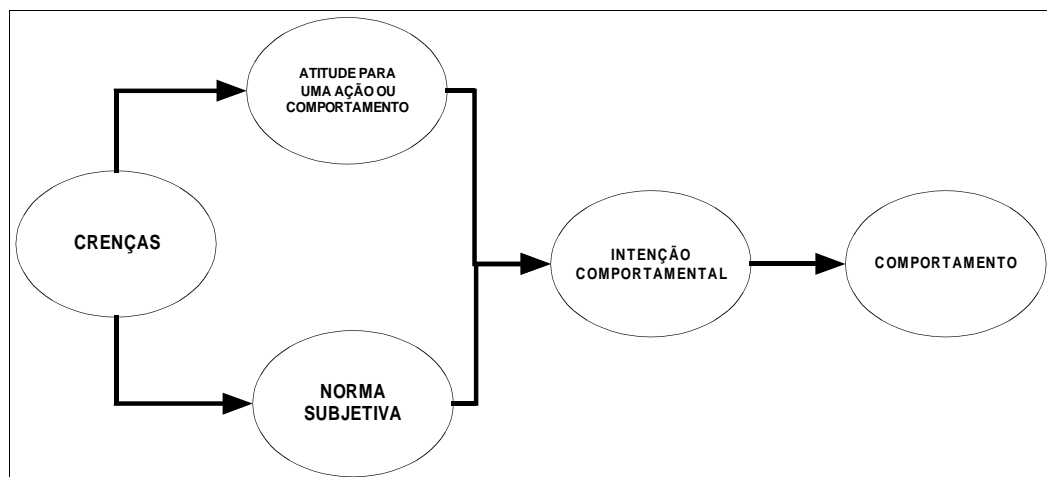 ATITUDE PARA
UMA AÇÃO OU
COMPORTAMENTO
CRENÇAS
INTENÇÃO
COMPORTAMENTAL
COMPORTAMENTO
NORMA
SUBJETIVA